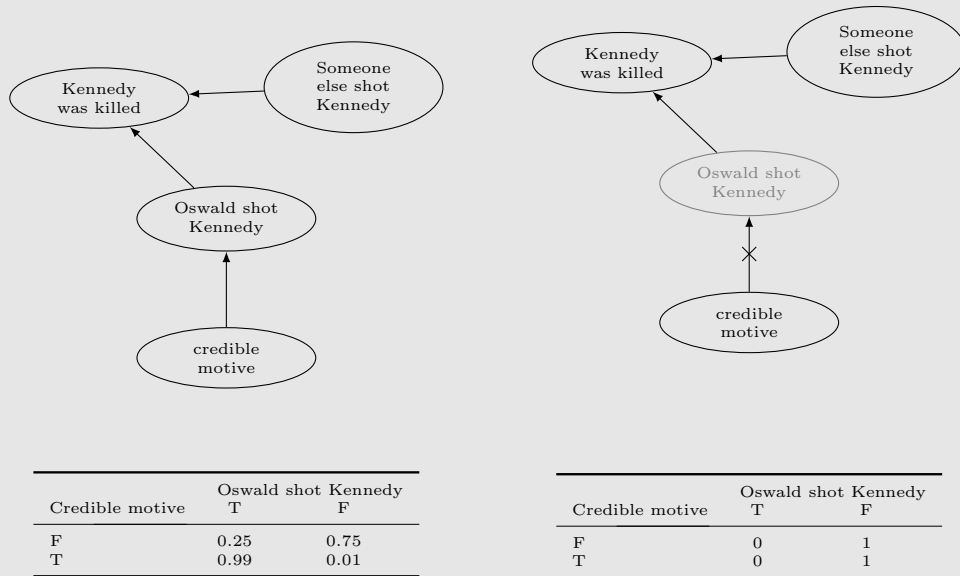 Kennedy
was killed
Someone
else shot
Kennedy
Oswald shot
Kennedy
credible
motive
Oswald shot Kennedy
Credible motive T F
F 0.25 0.75
T 0.99 0.01
Kennedy
was killed
Someone
else shot
Kennedy
Oswald shot
Kennedy
credible
motive
Oswald shot Kennedy
Credible motive T F
F 0 1
T 0 1